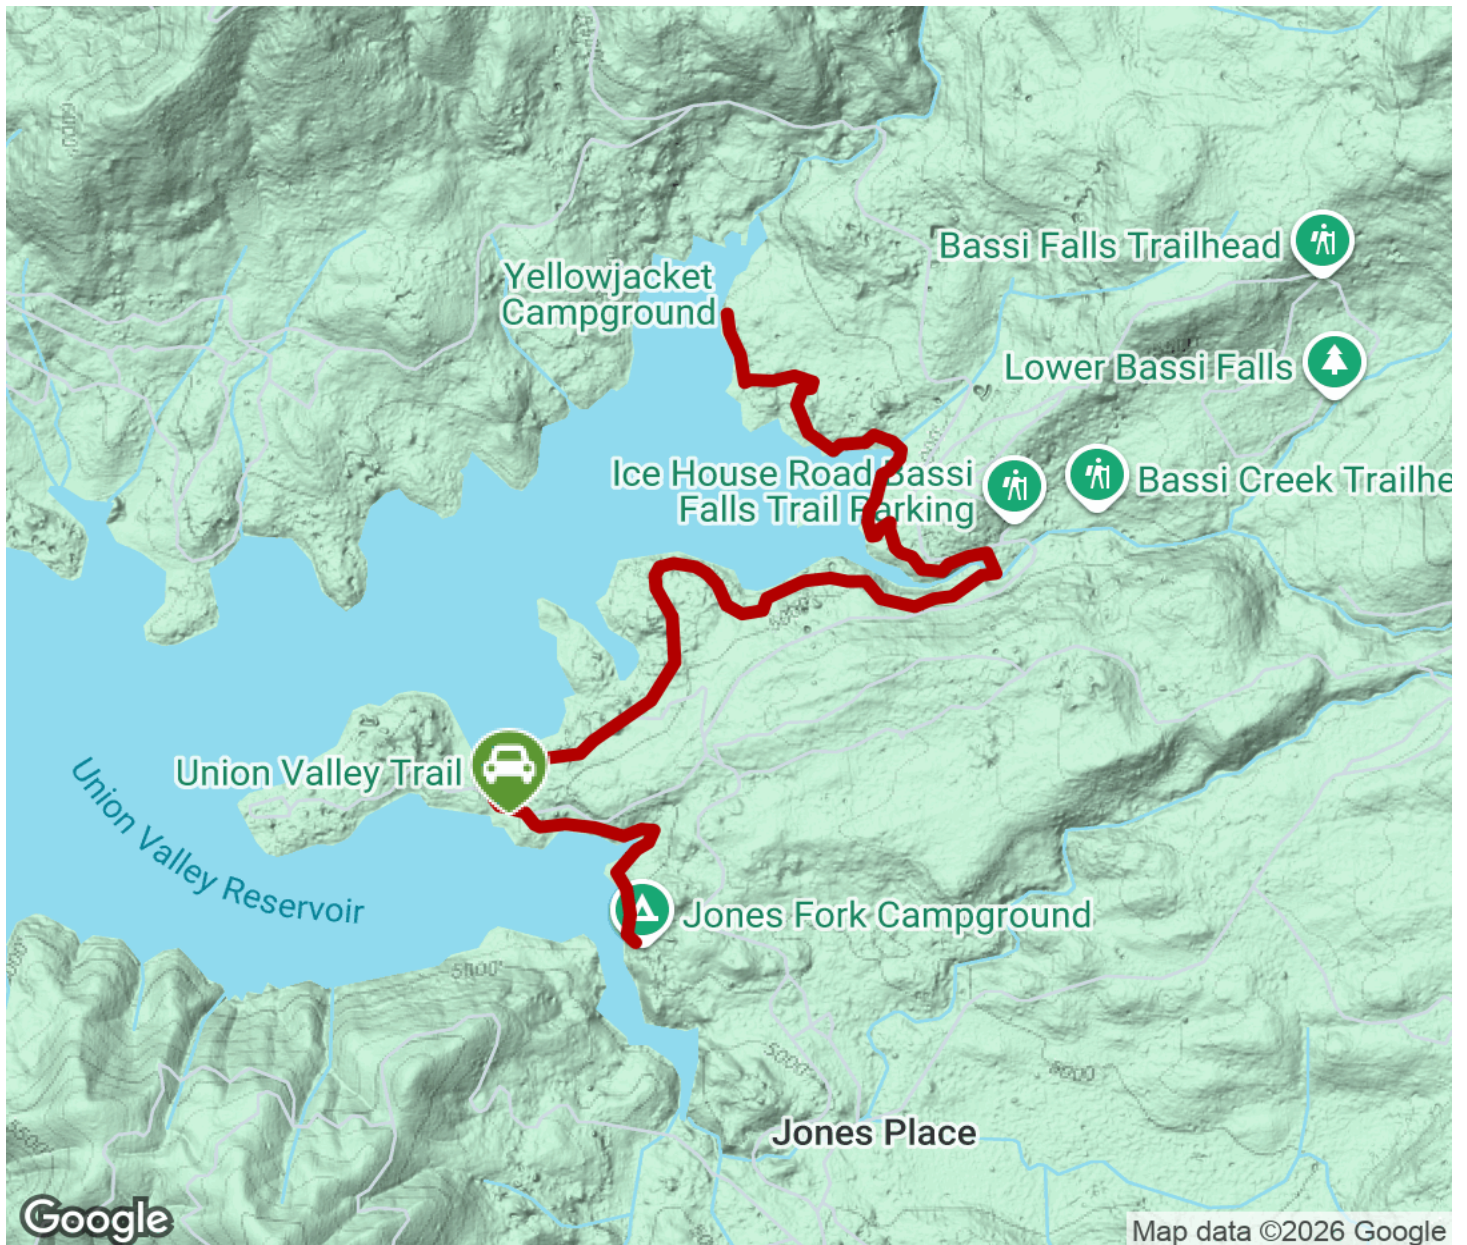 6000
Bassi Falls Trailhead
Yellowjacket
Campground
Lower Bassi Falls
Ice House Road Bassi
Falls Trail Parking
Bassi Creek Trailhe
Union Valley Trail
Union Valley Reservoir
Jones Fork Campground
5000'
5000'
Jones Place
Google
Map data ©2026 Google